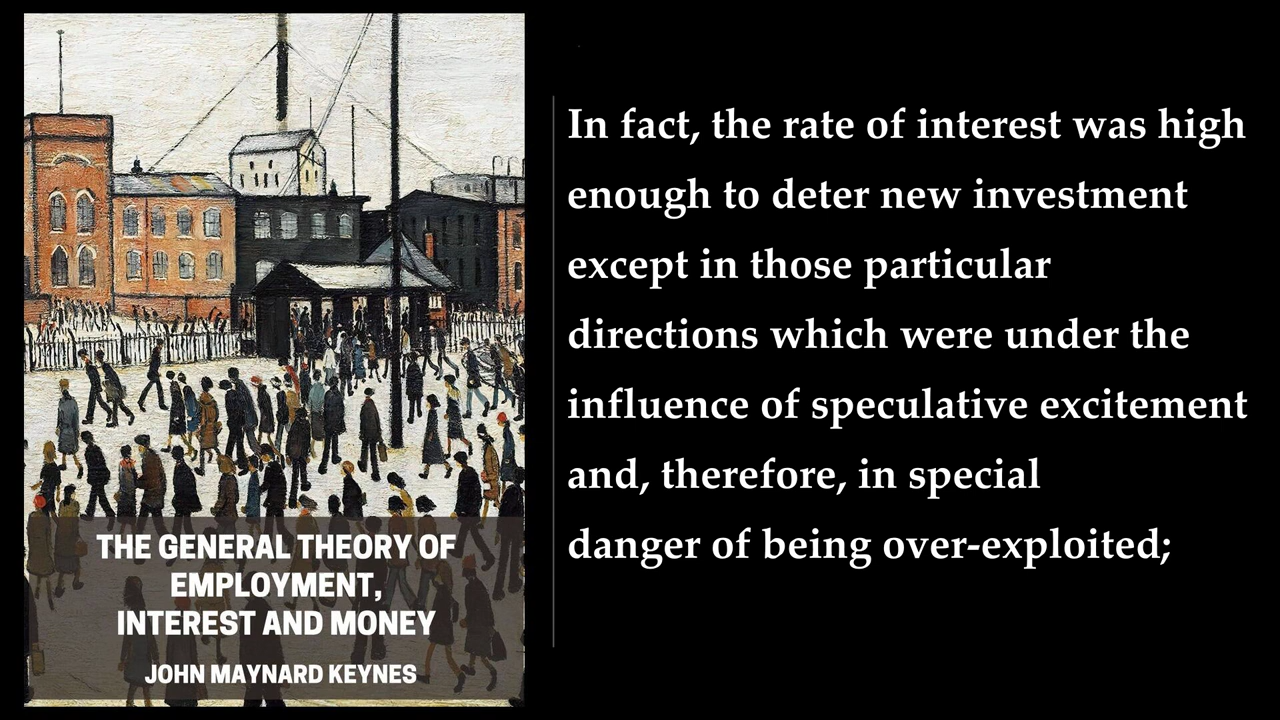 THE GENERAL THEORY OF
EMPLOYMENT,
INTEREST AND MONEY
JOHN MAYNARD KEYNES
In fact, the rate of interest was high
enough to deter new investment
except in those particular
directions which were under the
influence of speculative excitement
and, therefore, in special
danger of being over-exploited;